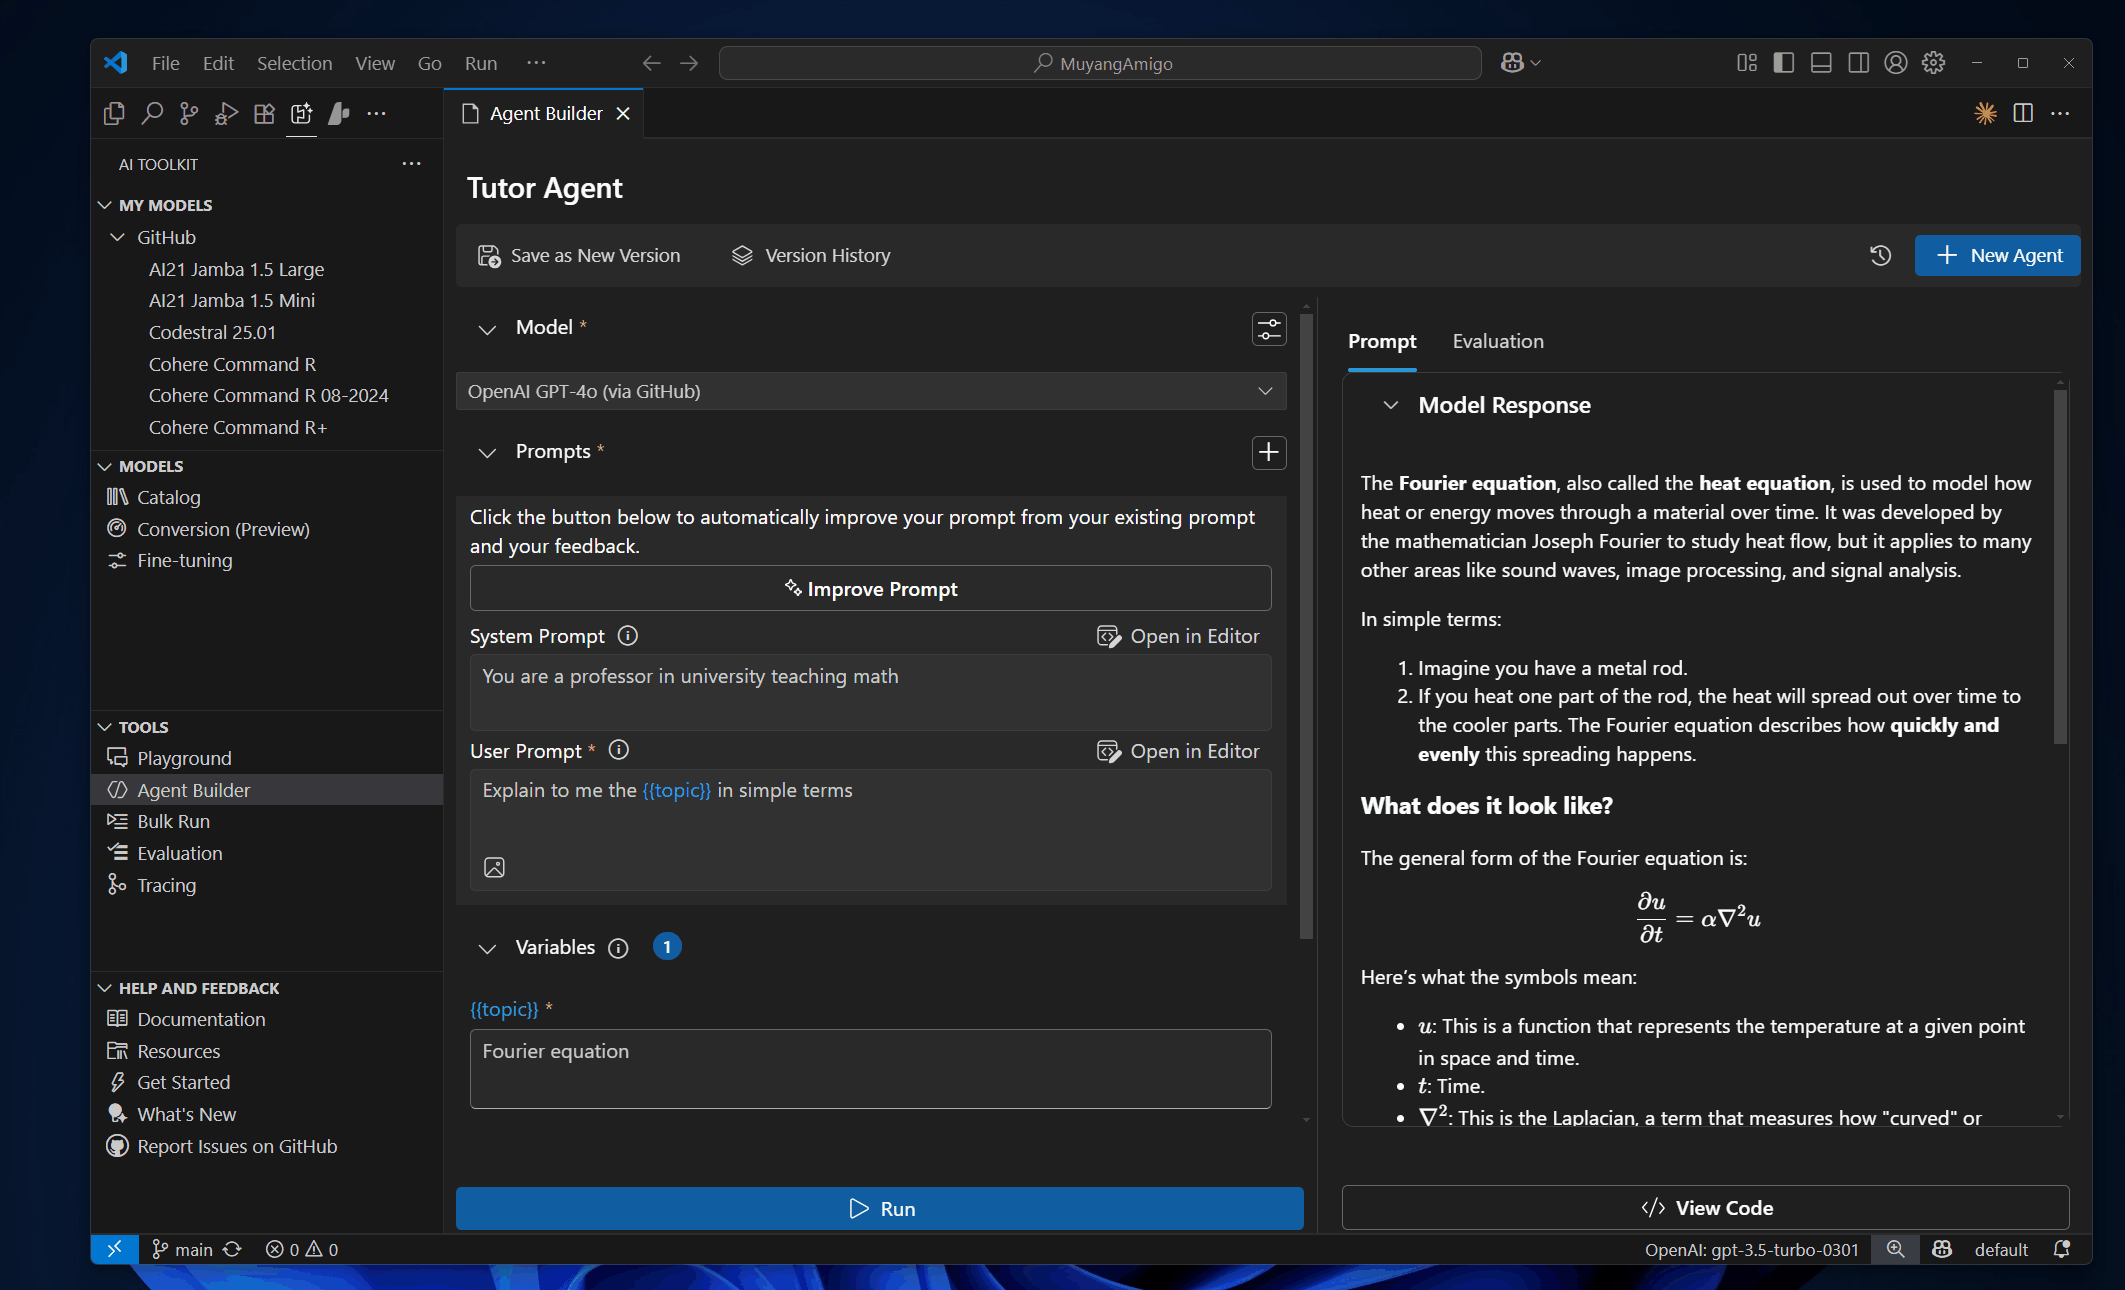 File Edit Selection View Go Run ···
MuyangAmigo
Agent Builder
AI TOOLKIT
MY MODELS
GitHub
AI21 Jamba 1.5 Large
AI21 Jamba 1.5 Mini
Codestral 25.01
Cohere Command R
Cohere Command R 08-2024
Cohere Command R+
MODELS
Catalog
Conversion (Preview)
Fine-tuning
TOOLS
Playground
Agent Builder
Bulk Run
Evaluation
Tracing
HELP AND FEEDBACK
Documentation
Resources
Get Started
What's New
Report Issues on GitHub
Tutor Agent
Save as New Version Version History
New Agent
Model *
OpenAI GPT-4o (via GitHub)
Prompts *
Click the button below to automatically improve your prompt from your existing prompt
and your feedback.
Improve Prompt
System Prompt Open in Editor
You are a professor in university teaching math
User Prompt * Open in Editor
Explain to me the {{topic}} in simple terms
Variables 1
{{topic}} *
Fourier equation
Run
Prompt Evaluation
Model Response
The Fourier equation, also called the heat equation, is used to model how
heat or energy moves through a material over time. It was developed by
the mathematician Joseph Fourier to study heat flow, but it applies to many
other areas like sound waves, image processing, and signal analysis.
In simple terms:
1. Imagine you have a metal rod.
2. If you heat one part of the rod, the heat will spread out over time to
the cooler parts. The Fourier equation describes how quickly and
evenly this spreading happens.
What does it look like?
The general form of the Fourier equation is:
∂u/∂t = α∇²u
Here's what the symbols mean:
• u: This is a function that represents the temperature at a given point
in space and time.
• t: Time.
• ∇²: This is the Laplacian, a term that measures how "curved" or
</> View Code
main 0 0
OpenAI: gpt-3.5-turbo-0301 default